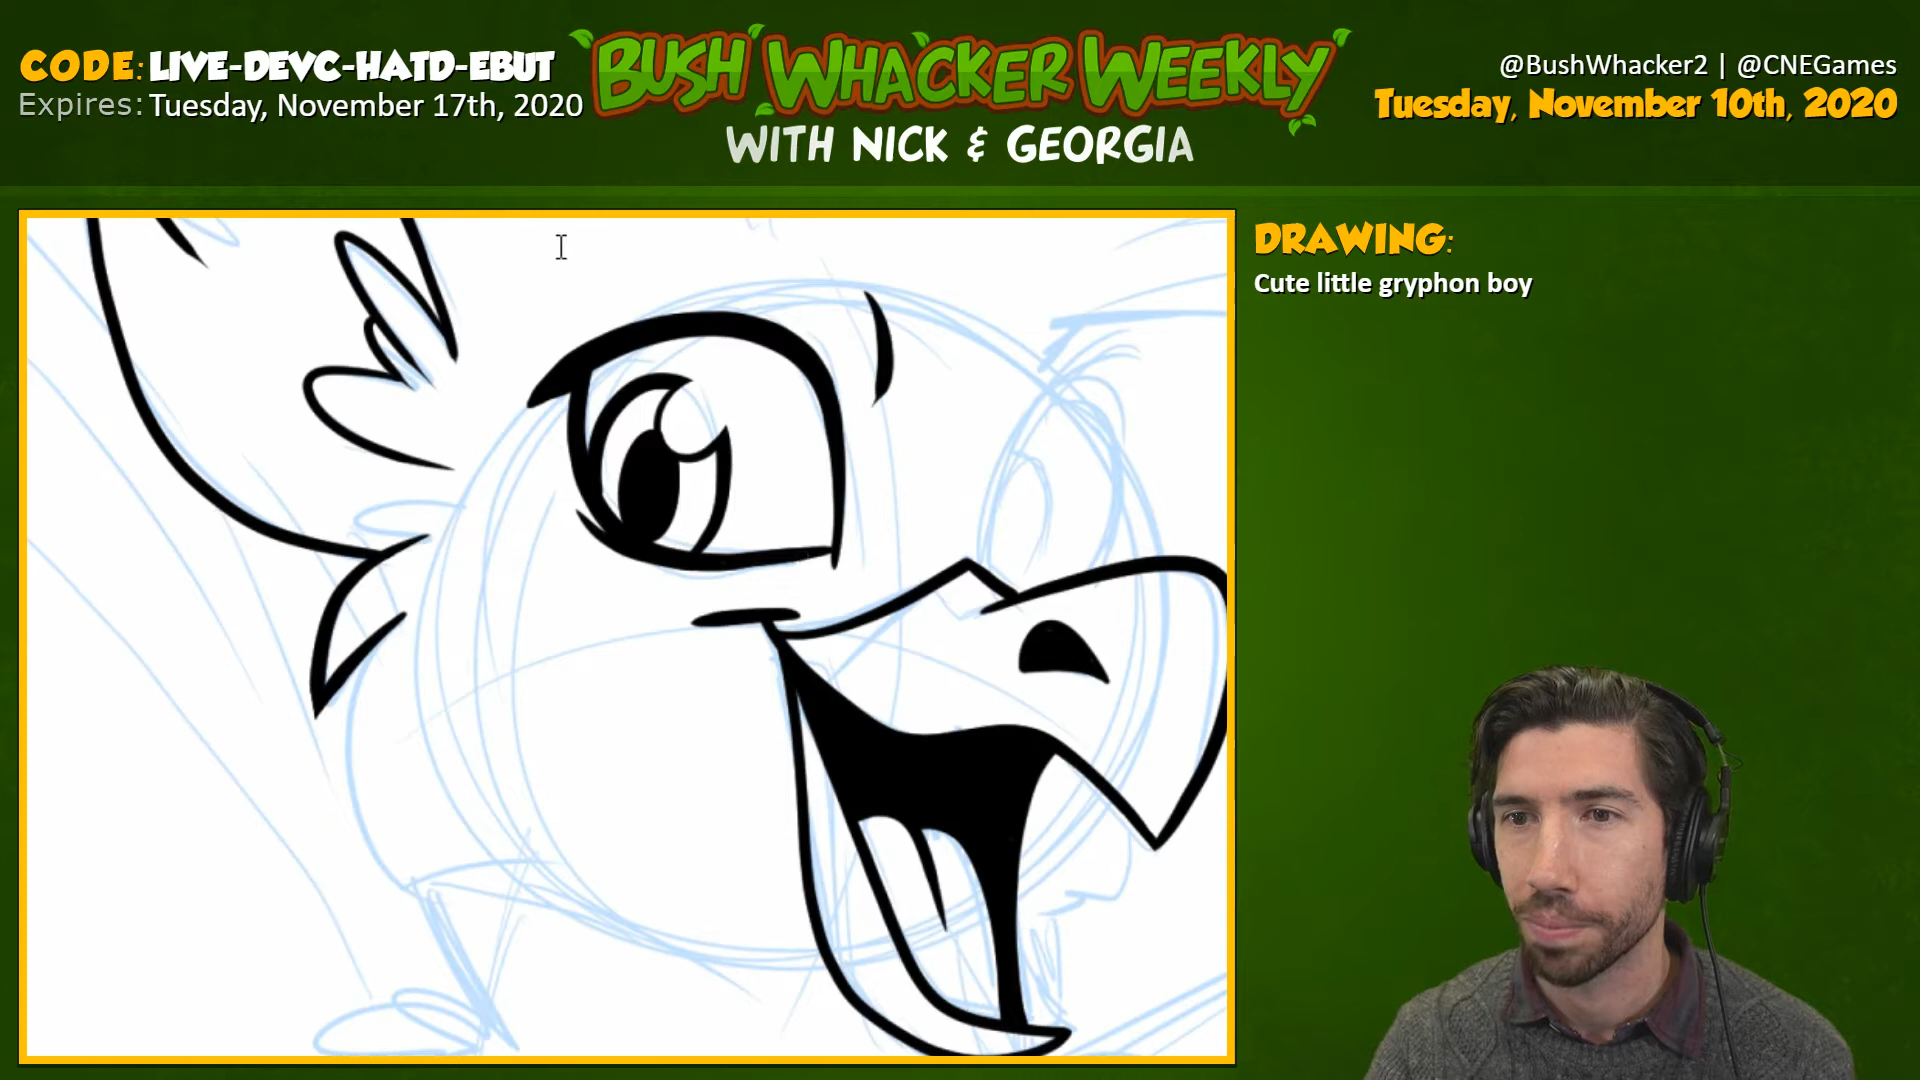 CODE: LIVE-DEVC-HATD-EBUT
Expires: Tuesday, November 17th, 2020
BUSH WHACKER WEEKLY
WITH NICK & GEORGIA
@BushWhacker2 | @CNEGames
Tuesday, November 10th, 2020
DRAWING:
Cute little gryphon boy